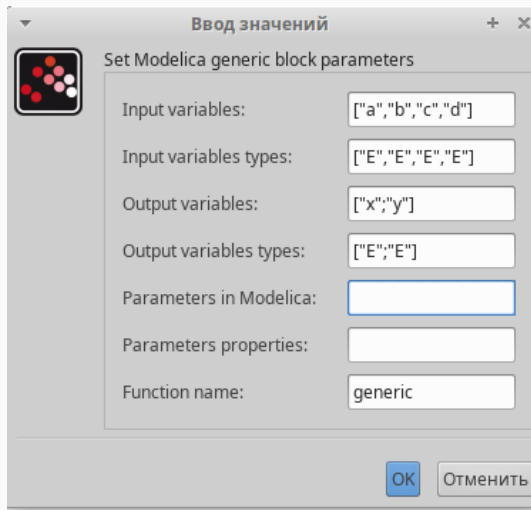 Ввод значений
Set Modelica generic block parameters
Input variables: ["a","b","c","d"]
Input variables types: ["E","E","E","E"]
Output variables: ["x";"y"]
Output variables types: ["E";"E"]
Parameters in Modelica:
Parameters properties:
Function name: generic
OK Отменить